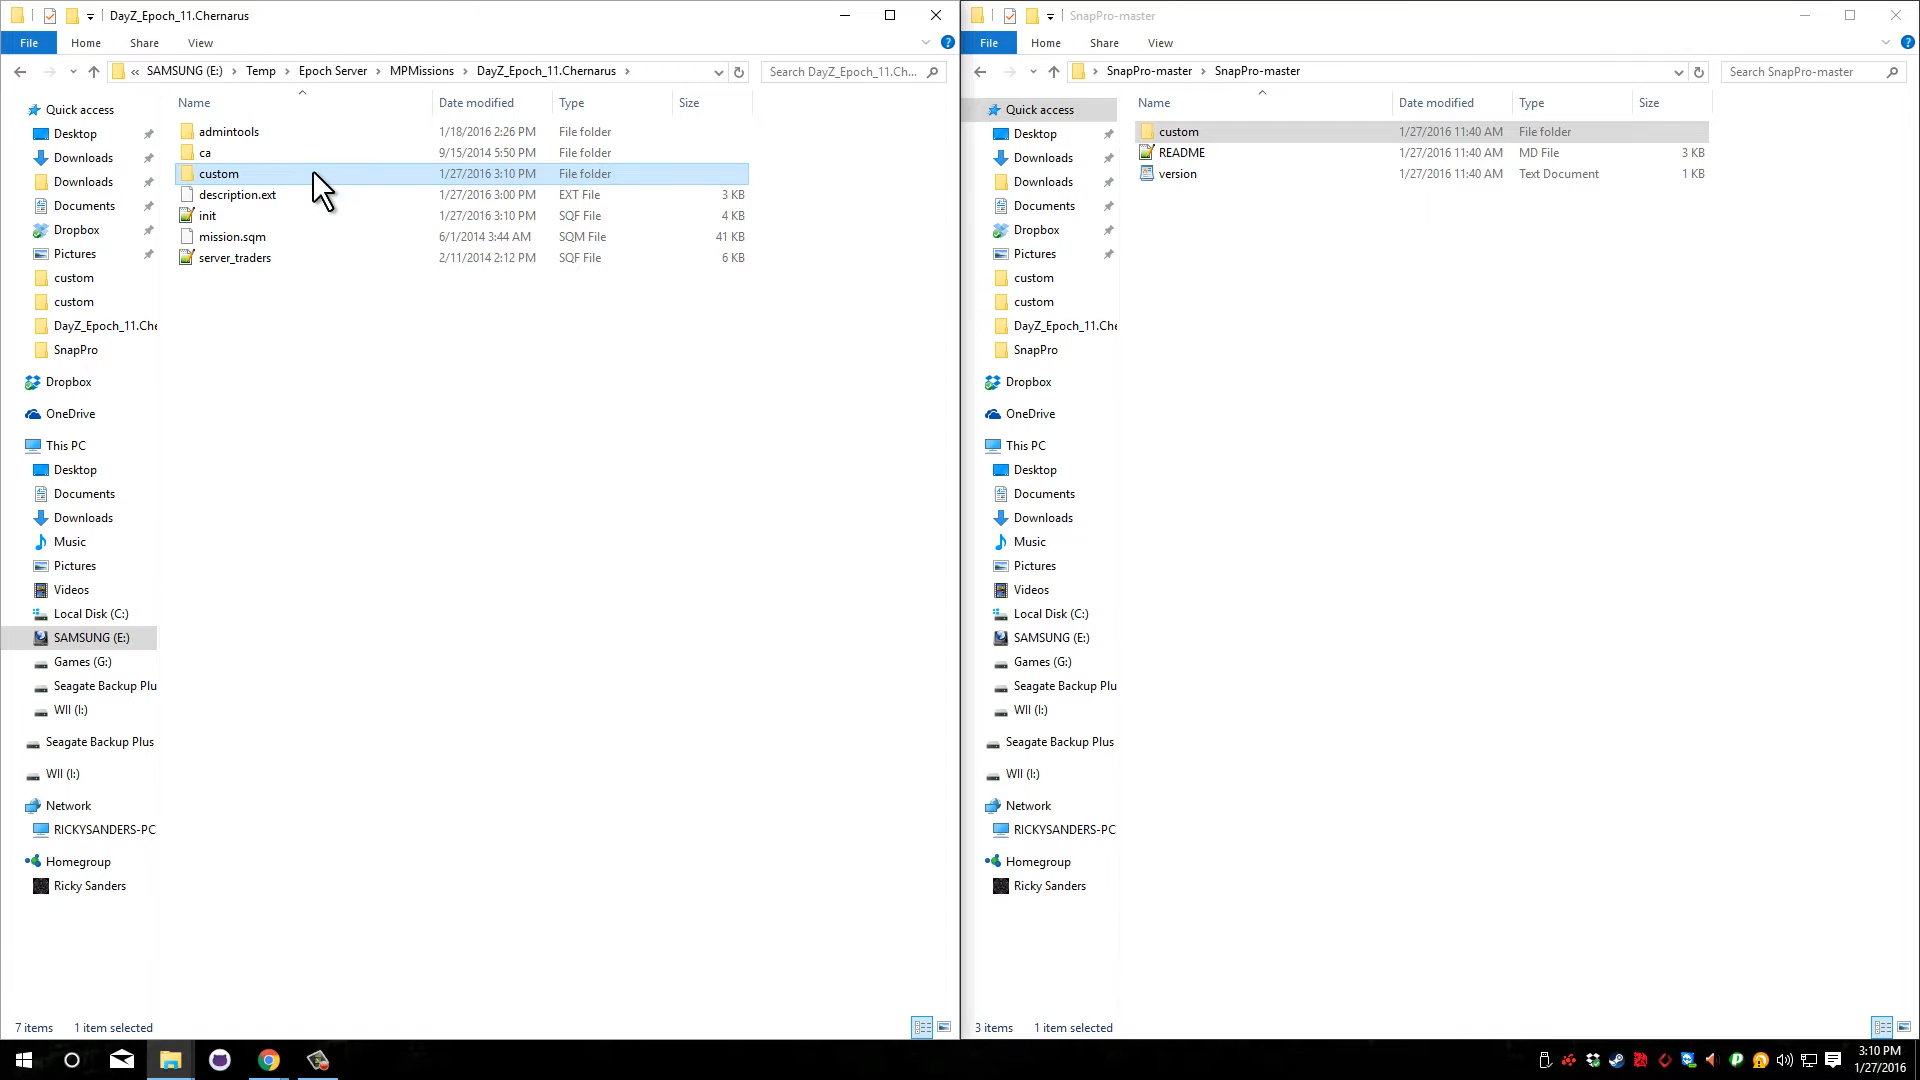 DayZ_Epoch_11.Chernarus
File Home Share View
« SAMSUNG (E:) › Temp › Epoch Server › MPMissions › DayZ_Epoch_11.Chernarus ›
Search DayZ_Epoch_11.Ch...
Name Date modified Type Size
admintools 1/18/2016 2:26 PM File folder
ca 9/15/2014 5:50 PM File folder
custom 1/27/2016 3:10 PM File folder
description.ext 1/27/2016 3:00 PM EXT File 3 KB
init 1/27/2016 3:10 PM SQF File 4 KB
mission.sqm 6/1/2014 3:44 AM SQM File 41 KB
server_traders 2/11/2014 2:12 PM SQF File 6 KB
Quick access
Desktop
Downloads
Downloads
Documents
Dropbox
Pictures
custom
custom
DayZ_Epoch_11.Che
SnapPro
Dropbox
OneDrive
This PC
Desktop
Documents
Downloads
Music
Pictures
Videos
Local Disk (C:)
SAMSUNG (E:)
Games (G:)
Seagate Backup Plu
WII (I:)
Seagate Backup Plus
WII (I:)
Network
RICKYSANDERS-PC
Homegroup
Ricky Sanders
7 items 1 item selected
SnapPro-master
File Home Share View
› SnapPro-master › SnapPro-master
Search SnapPro-master
Name Date modified Type Size
custom 1/27/2016 11:40 AM File folder
README 1/27/2016 11:40 AM MD File 3 KB
version 1/27/2016 11:40 AM Text Document 1 KB
Quick access
Desktop
Downloads
Downloads
Documents
Dropbox
Pictures
custom
custom
DayZ_Epoch_11.Che
SnapPro
Dropbox
OneDrive
This PC
Desktop
Documents
Downloads
Music
Pictures
Videos
Local Disk (C:)
SAMSUNG (E:)
Games (G:)
Seagate Backup Plu
WII (I:)
Seagate Backup Plus
WII (I:)
Network
RICKYSANDERS-PC
Homegroup
Ricky Sanders
3 items 1 item selected
3:10 PM
1/27/2016